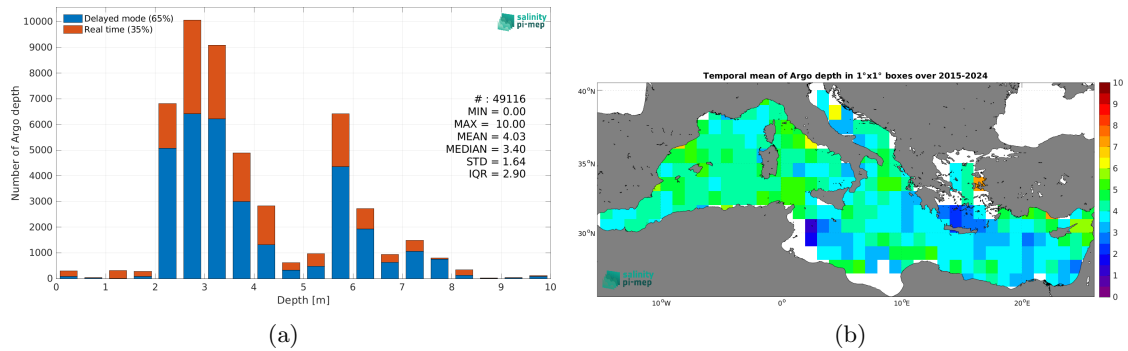 10000
9000
8000
7000
6000
5000
4000
3000
2000
1000
0
Number of Argo depth
Delayed mode (65%)
Real time (35%)
salinity
pi-mep
# : 49116
MIN = 0.00
MAX = 10.00
MEAN = 4.03
MEDIAN = 3.40
STD = 1.64
IQR = 2.90
0 1 2 3 4 5 6 7 8 9 10
Depth [m]
(a)
Temporal mean of Argo depth in 1°x1° boxes over 2015-2024
40°N
35°N
30°N
salinity
pi-mep
10°W 0° 10°E 20°E
10
9
8
7
6
5
4
3
2
1
0
(b)